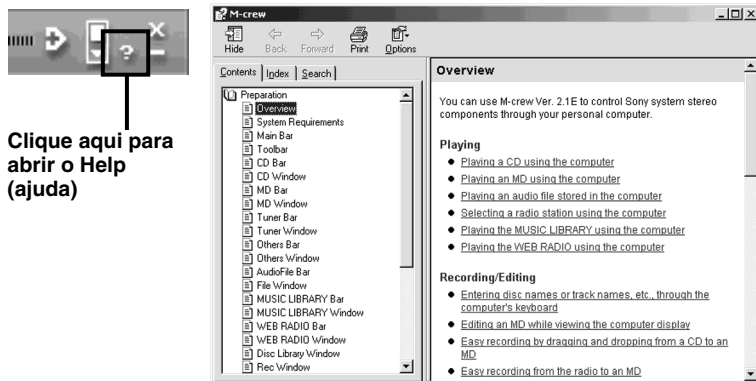 ?
Clique aqui para
abrir o Help
(ajuda)
M-crew
Hide Back Forward Print Options
Contents Index Search
Preparation
Overview
System Requirements
Main Bar
Toolbar
CD Bar
CD Window
MD Bar
MD Window
Tuner Bar
Tuner Window
Others Bar
Others Window
AudioFile Bar
File Window
MUSIC LIBRARY Bar
MUSIC LIBRARY Window
WEB RADIO Bar
WEB RADIO Window
Disc Library Window
Rec Window
Overview
You can use M-crew Ver. 2.1E to control Sony system stereo
components through your personal computer.
Playing
● Playing a CD using the computer
● Playing an MD using the computer
● Playing an audio file stored in the computer
● Selecting a radio station using the computer
● Playing the MUSIC LIBRARY using the computer
● Playing the WEB RADIO using the computer
Recording/Editing
● Entering disc names or track names, etc., through the
computer's keyboard
● Editing an MD while viewing the computer display
● Easy recording by dragging and dropping from a CD to an
MD
● Easy recording from the radio to an MD